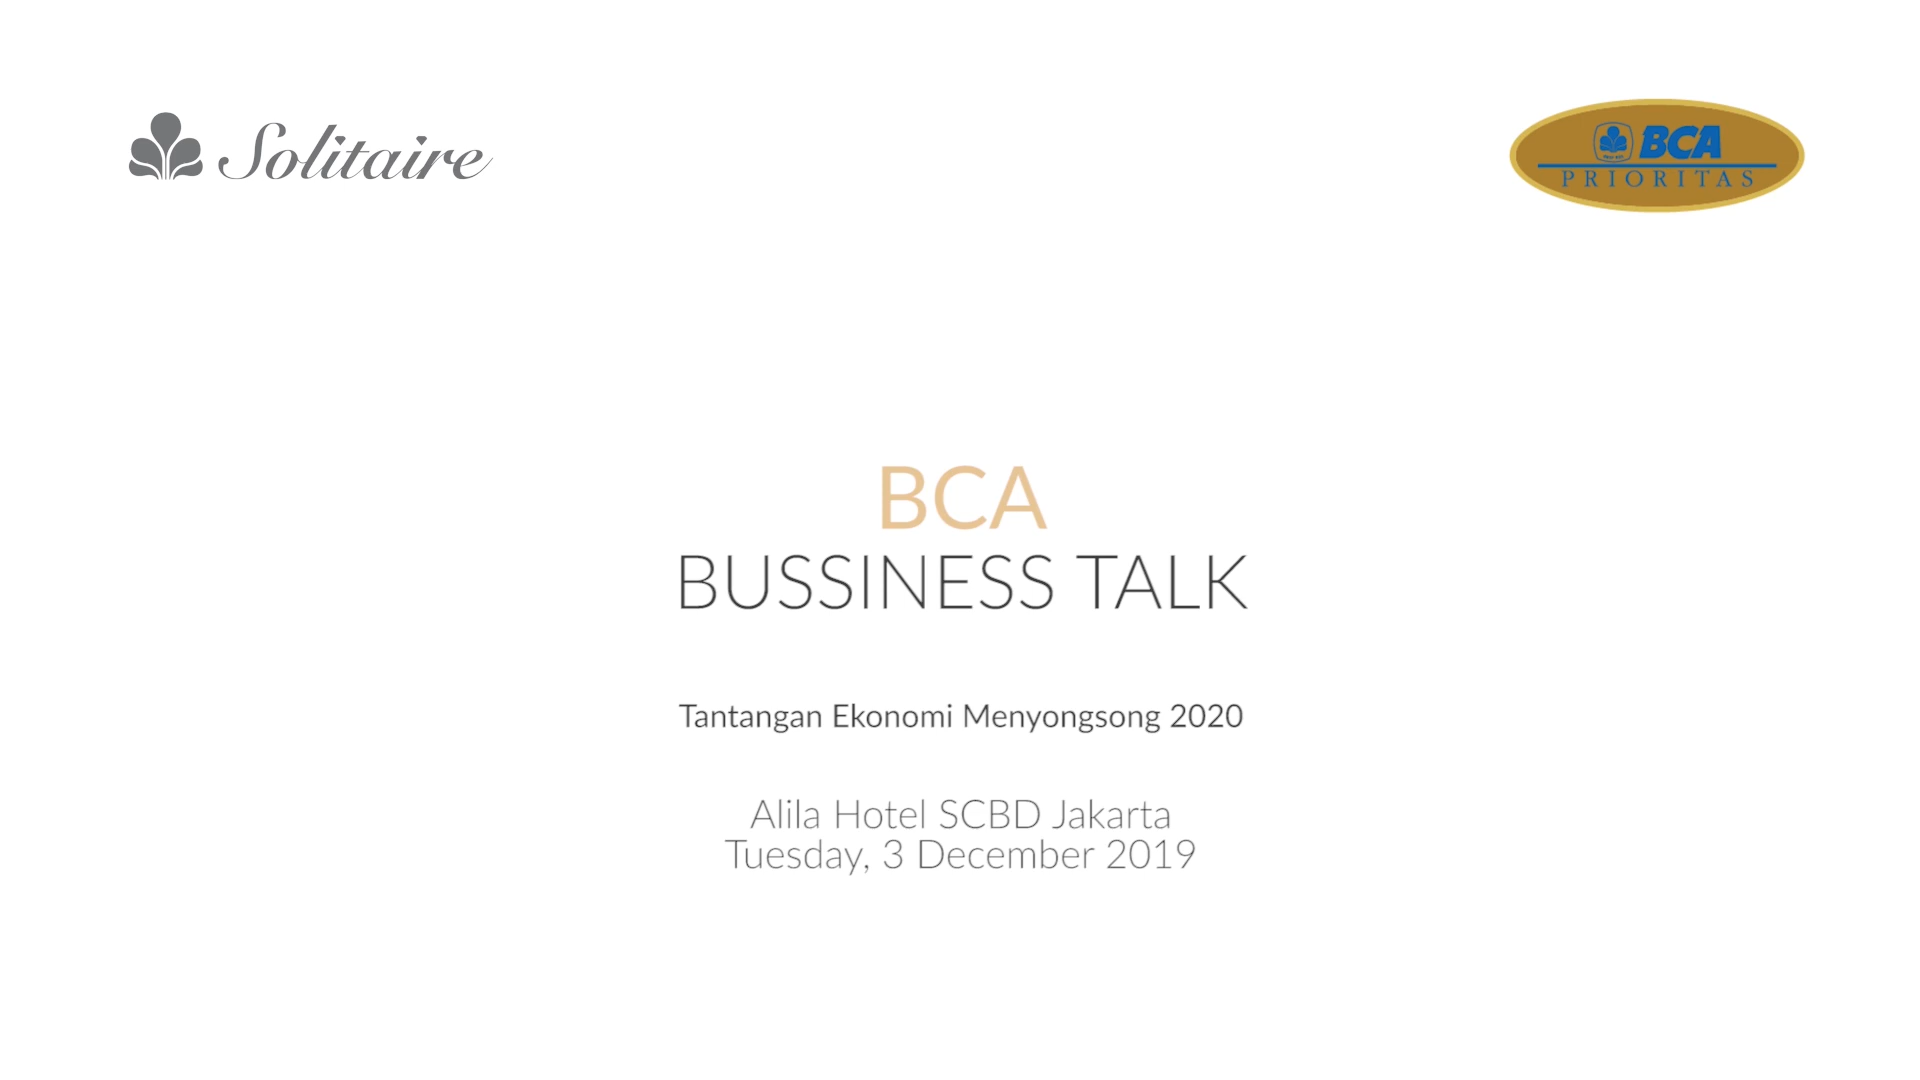 Solitaire
BCA
PRIORITAS
BCA
BUSSINESS TALK
Tantangan Ekonomi Menyongsong 2020
Alila Hotel SCBD Jakarta
Tuesday, 3 December 2019